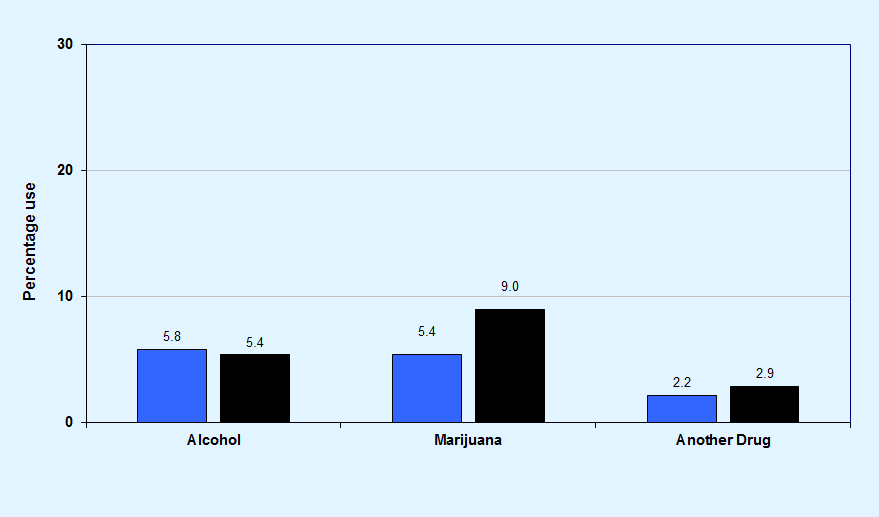 30
20
10
0
Percentage use
5.8
5.4
5.4
9.0
2.2
2.9
Alcohol
Marijuana
Another Drug